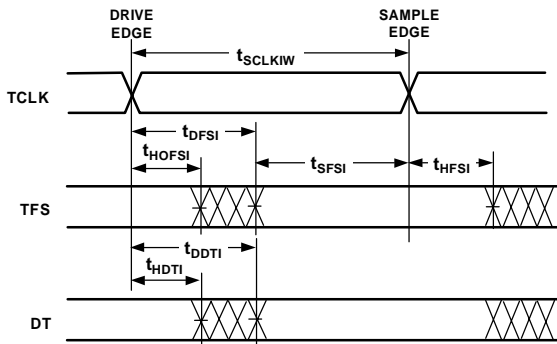 DRIVE
EDGE
SAMPLE
EDGE
tSCLKIW
TCLK
tDFSI
tHOFSI
tSFSI
tHFSI
TFS
tDDTI
tHDTI
DT